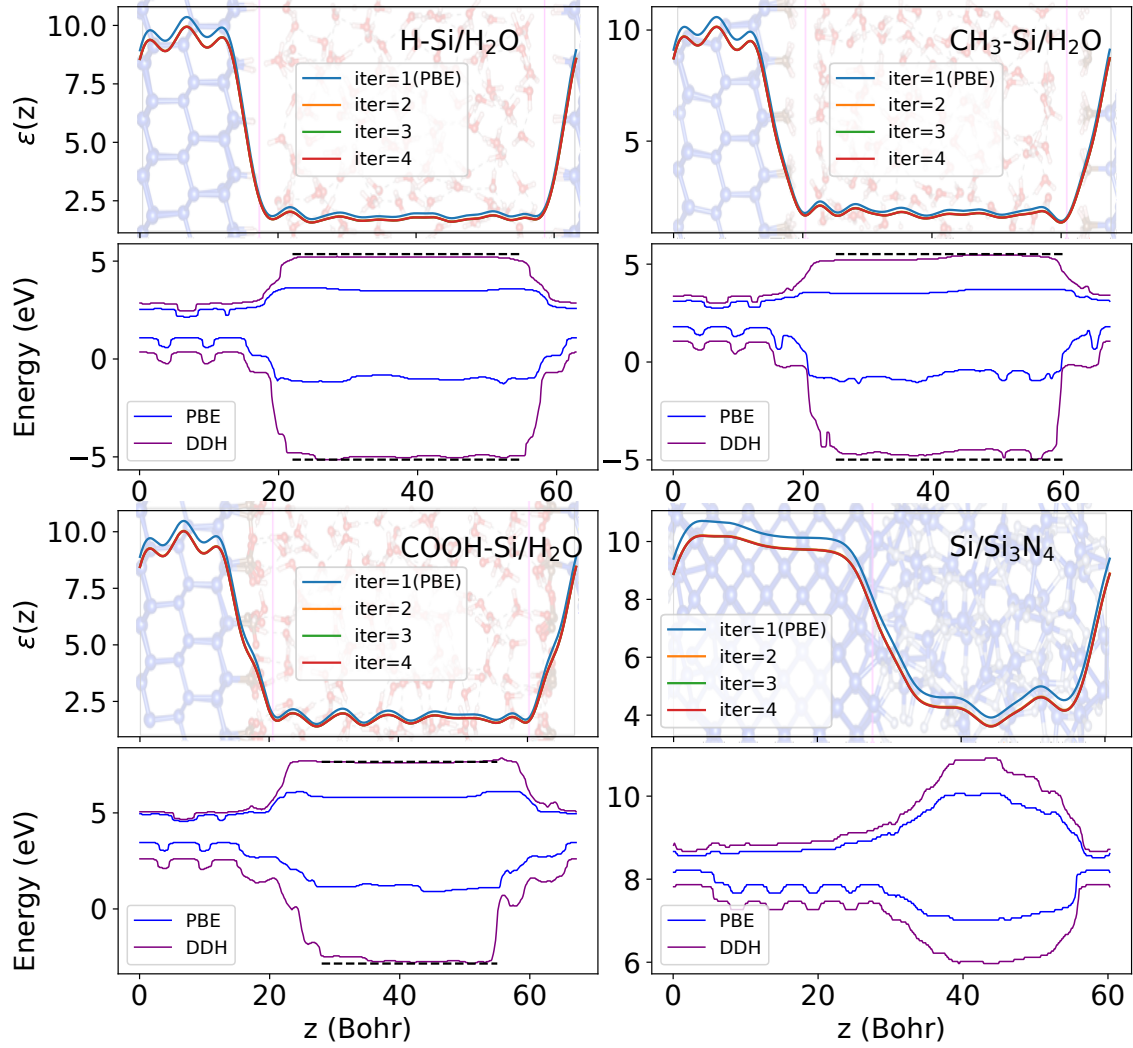 10.0
7.5
5.0
2.5
ε(z)
H-Si/H₂O
iter=1(PBE)
iter=2
iter=3
iter=4
10
5
CH₃-Si/H₂O
iter=1(PBE)
iter=2
iter=3
iter=4
5
0
−5
Energy (eV)
PBE
DDH
0
20
40
60
5
0
−5
PBE
DDH
0
20
40
60
10.0
7.5
5.0
2.5
ε(z)
COOH-Si/H₂O
iter=1(PBE)
iter=2
iter=3
iter=4
10
8
6
4
Si/Si₃N₄
iter=1(PBE)
iter=2
iter=3
iter=4
5
0
Energy (eV)
PBE
DDH
0
20
40
60
z (Bohr)
10
8
6
PBE
DDH
0
20
40
60
z (Bohr)